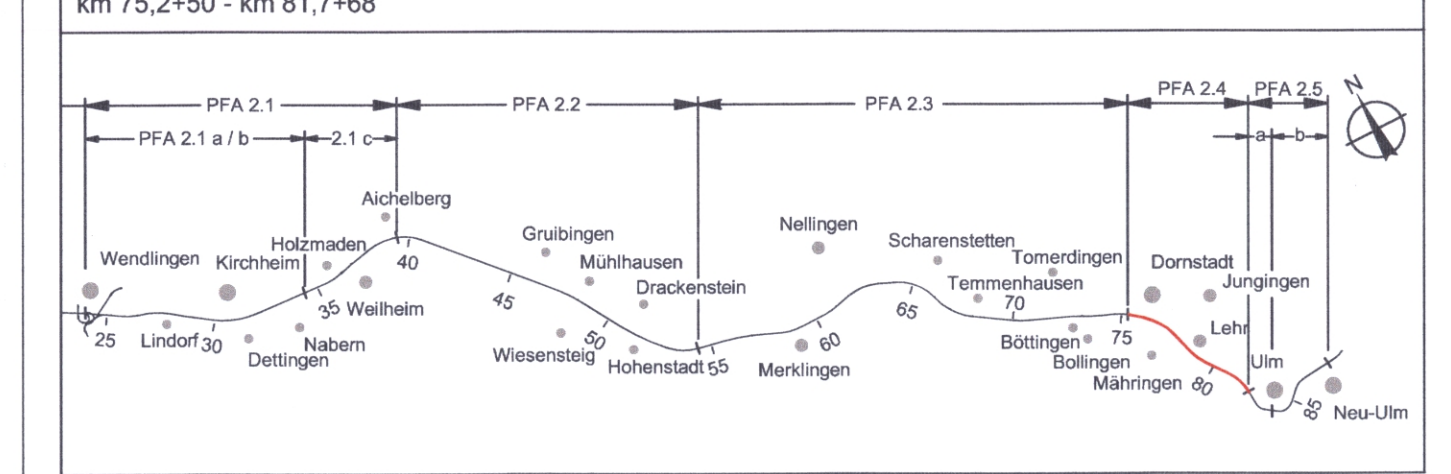 km 75,2+50 - km 81,7+68
PFA 2.1
PFA 2.2
PFA 2.3
PFA 2.4
PFA 2.5
N
PFA 2.1 a / b
2.1 c
a
b
Aichelberg
Wendlingen
Kirchheim
Holzmaden
40
Gruibingen
Mühlhausen
Drackenstein
Nellingen
Scharenstetten
Tomerdingen
Temmenhausen
70
Dornstadt
Jungingen
25
Lindorf
30
Dettingen
Nabern
35
Weilheim
45
Wiesensteig
50
Hohenstadt
55
Merklingen
60
65
Böttingen
Bollingen
75
Mähringen
80
Lehr
Ulm
85
Neu-Ulm